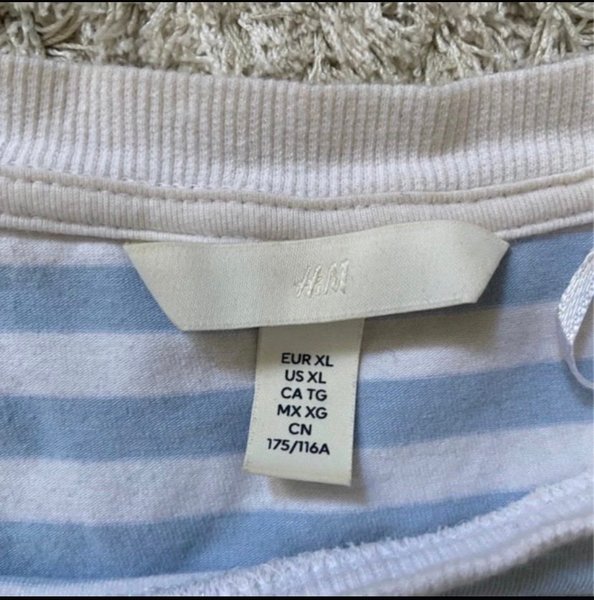 H&M
EUR XL
US XL
CA TG
MX XG
CN
175/116A